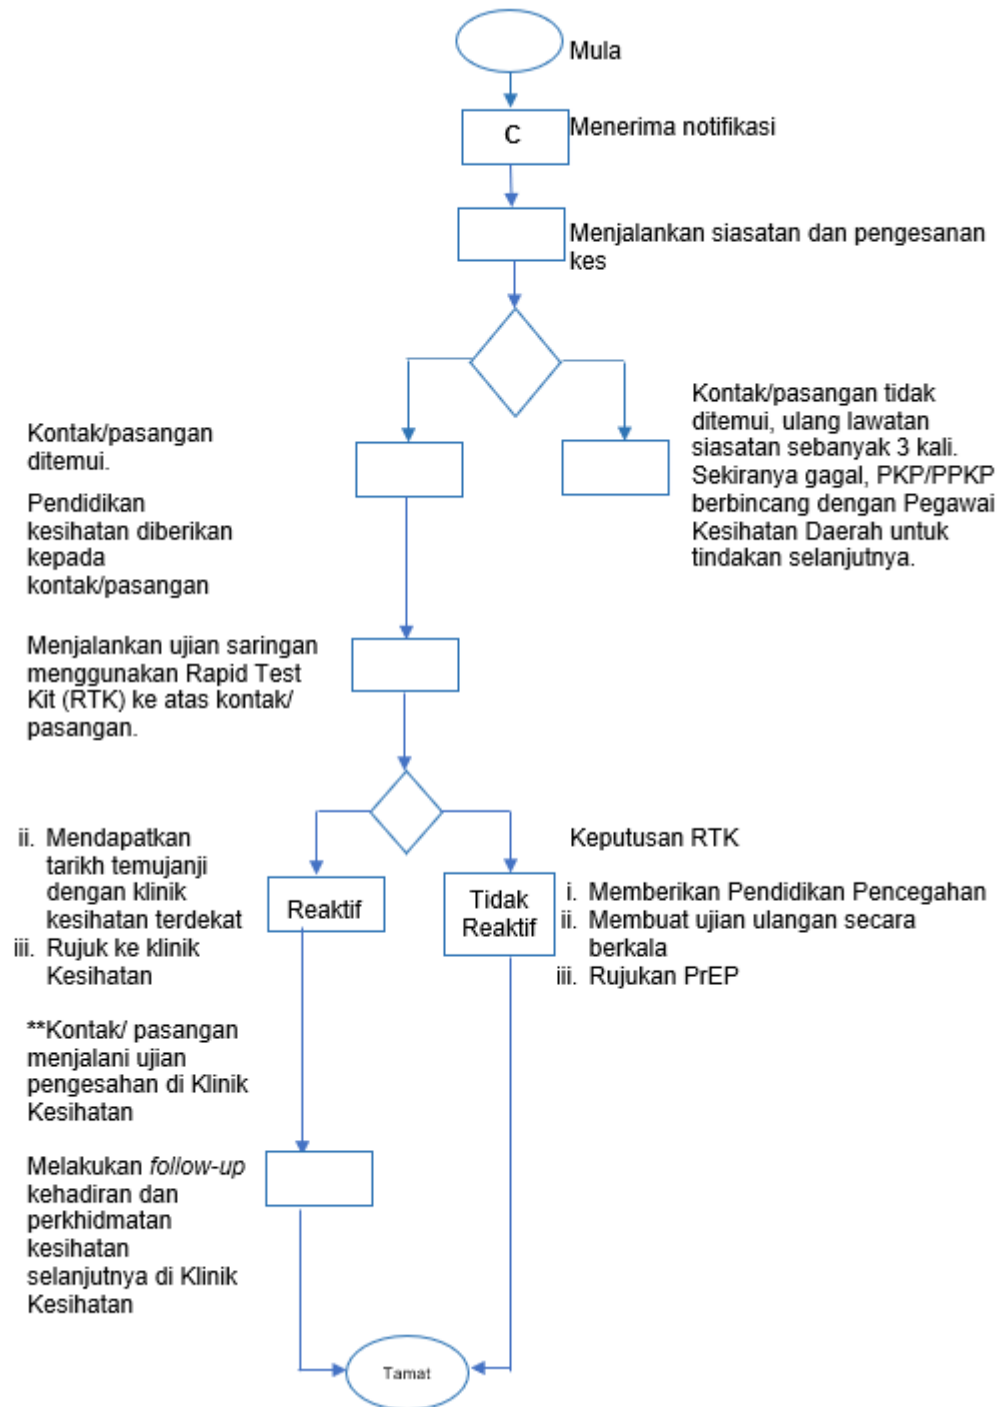 Mula
C
Menerima notifikasi
Menjalankan siasatan dan pengesanan
kes
Kontak/pasangan
ditemui.
Pendidikan
kesihatan diberikan
kepada
kontak/pasangan
Kontak/pasangan tidak
ditemui, ulang lawatan
siasatan sebanyak 3 kali.
Sekiranya gagal, PKP/PPKP
berbincang dengan Pegawai
Kesihatan Daerah untuk
tindakan selanjutnya.
Menjalankan ujian saringan
menggunakan Rapid Test
Kit (RTK) ke atas kontak/
pasangan.
ii. Mendapatkan
tarikh temujanji
dengan klinik
kesihatan terdekat
iii. Rujuk ke klinik
Kesihatan
Reaktif
Tidak
Reaktif
Keputusan RTK
i. Memberikan Pendidikan Pencegahan
ii. Membuat ujian ulangan secara
berkala
iii. Rujukan PrEP
**Kontak/ pasangan
menjalani ujian
pengesahan di Klinik
Kesihatan
Melakukan follow-up
kehadiran dan
perkhidmatan
kesihatan
selanjutnya di Klinik
Kesihatan
Tamat